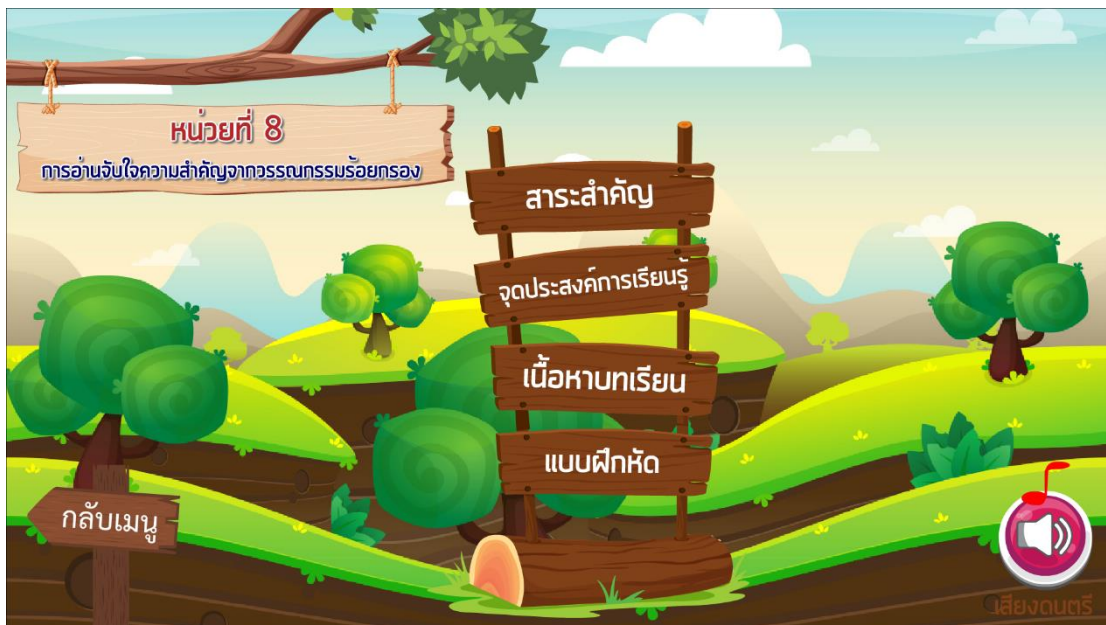 หน่วยที่ 8
การอ่านจับใจความสำคัญจากวรรณกรรมร้อยกรอง
สาระสำคัญ
จุดประสงค์การเรียนรู้
เนื้อหาบทเรียน
แบบฝึกหัด
กลับเมนู
เสียงดนตรี